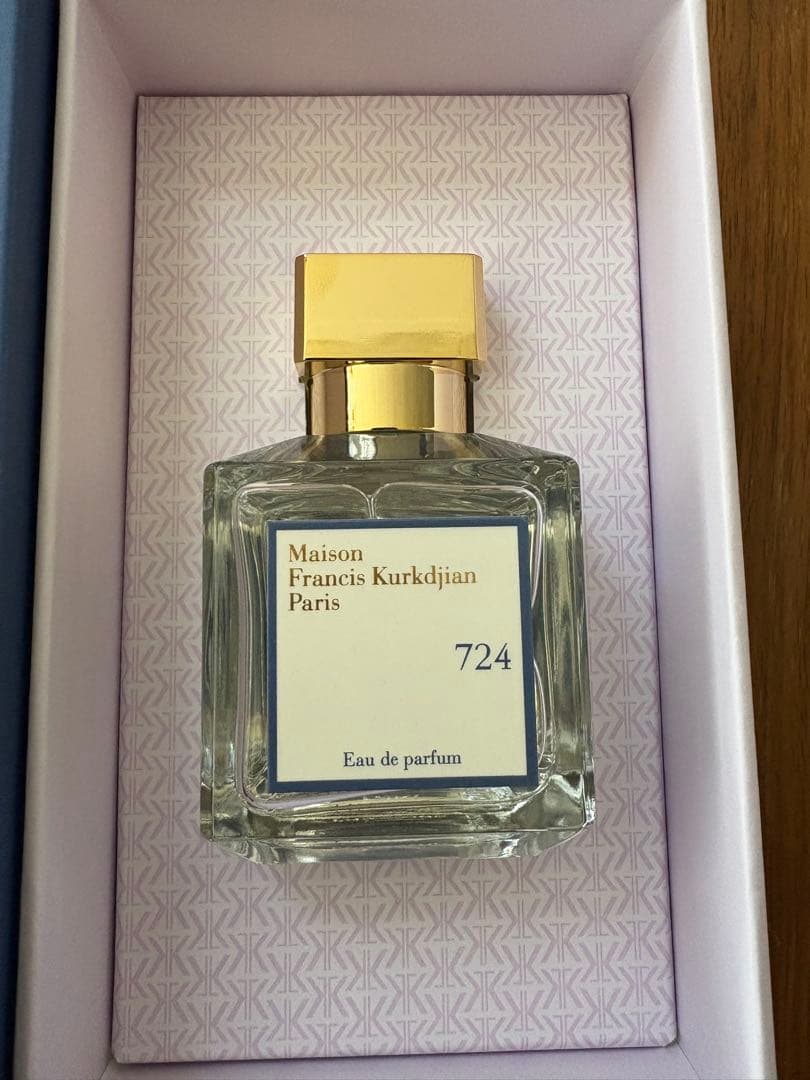 Maison
Francis Kurkdjian
Paris
724
Eau de parfum